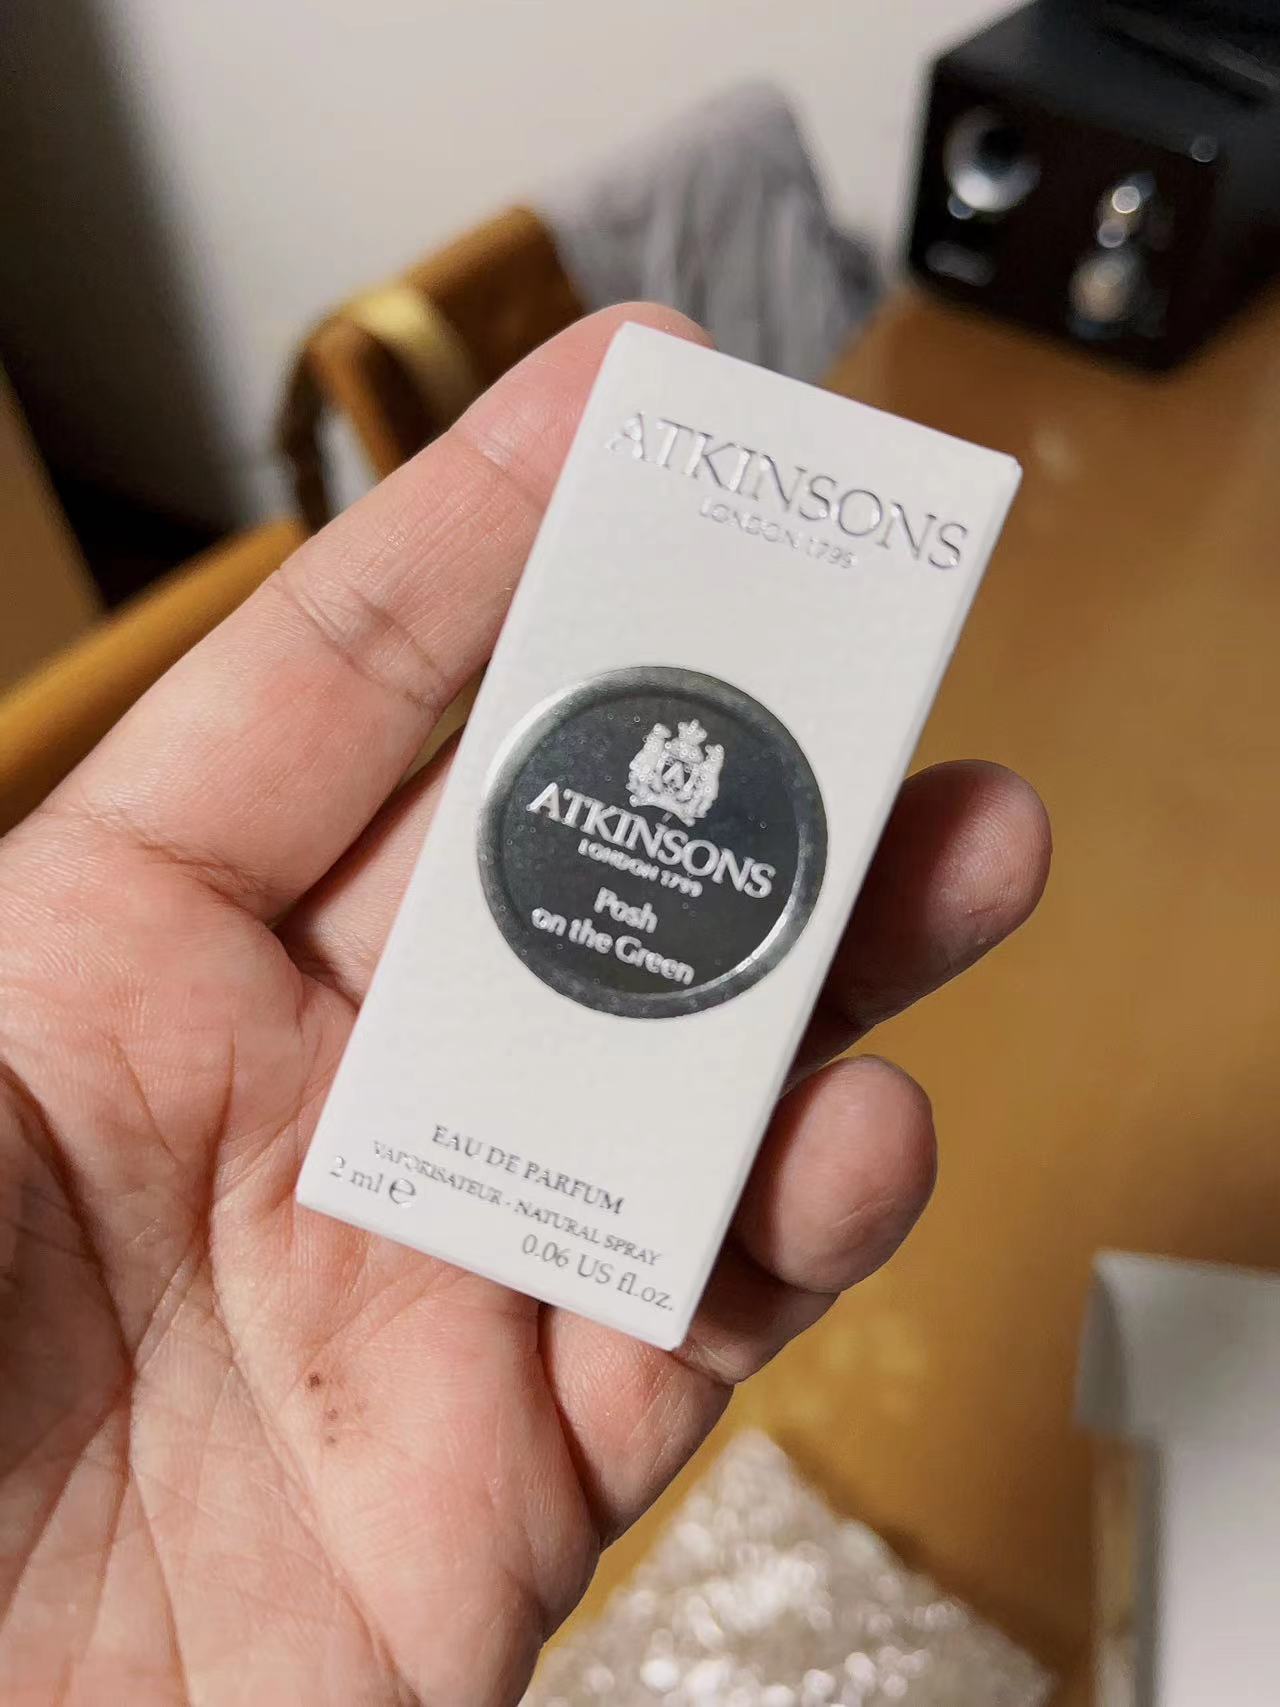 ATKINSONS
LONDON 1799
A
ATKINSONS
LONDON 1799
Posh
on the Green
EAU DE PARFUM
VAPORISATEUR - NATURAL SPRAY
2 ml ℮
0.06 US fl.oz.